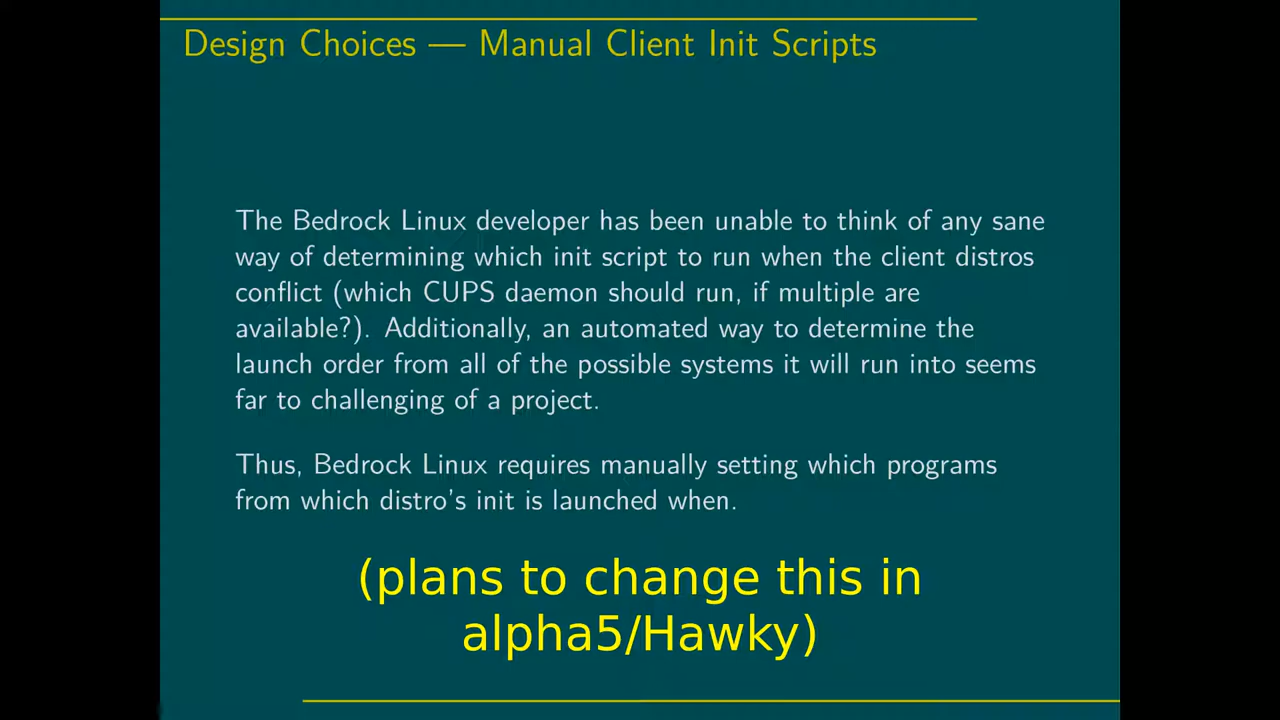 Design Choices — Manual Client Init Scripts
The Bedrock Linux developer has been unable to think of any sane
way of determining which init script to run when the client distros
conflict (which CUPS daemon should run, if multiple are
available?). Additionally, an automated way to determine the
launch order from all of the possible systems it will run into seems
far to challenging of a project.
Thus, Bedrock Linux requires manually setting which programs
from which distro's init is launched when.
(plans to change this in
alpha5/Hawky)